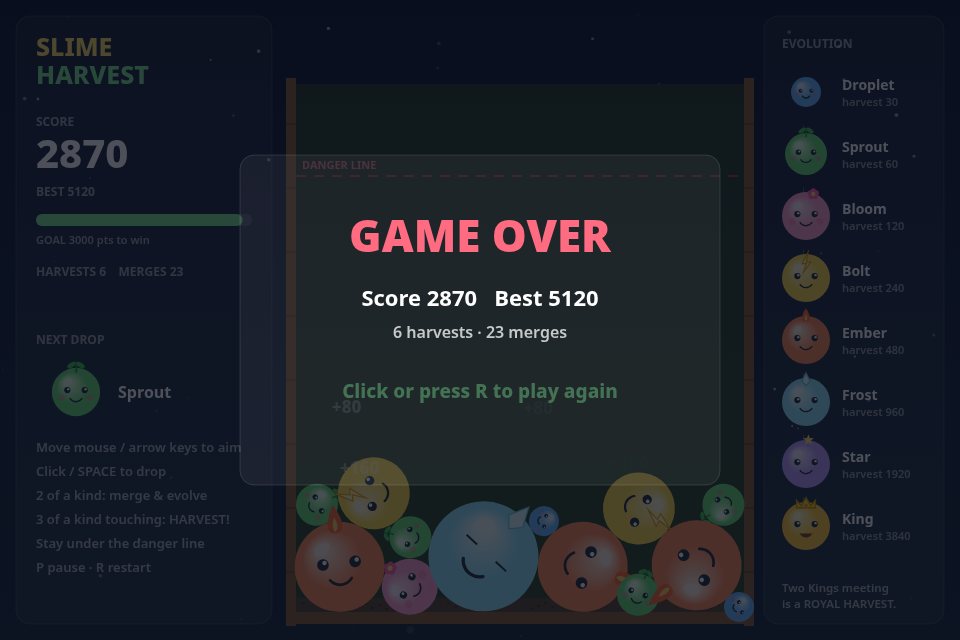 SLIME
HARVEST
SCORE
2870
BEST 5120
GOAL 3000 pts to win
HARVESTS 6 MERGES 23
NEXT DROP
Sprout
Move mouse / arrow keys to aim
Click / SPACE to drop
2 of a kind: merge & evolve
3 of a kind touching: HARVEST!
Stay under the danger line
P pause · R restart
DANGER LINE
GAME OVER
Score 2870 Best 5120
6 harvests · 23 merges
Click or press R to play again
+80
+80
+160
EVOLUTION
Droplet
harvest 30
Sprout
harvest 60
Bloom
harvest 120
Bolt
harvest 240
Ember
harvest 480
Frost
harvest 960
Star
harvest 1920
King
harvest 3840
Two Kings meeting
is a ROYAL HARVEST.